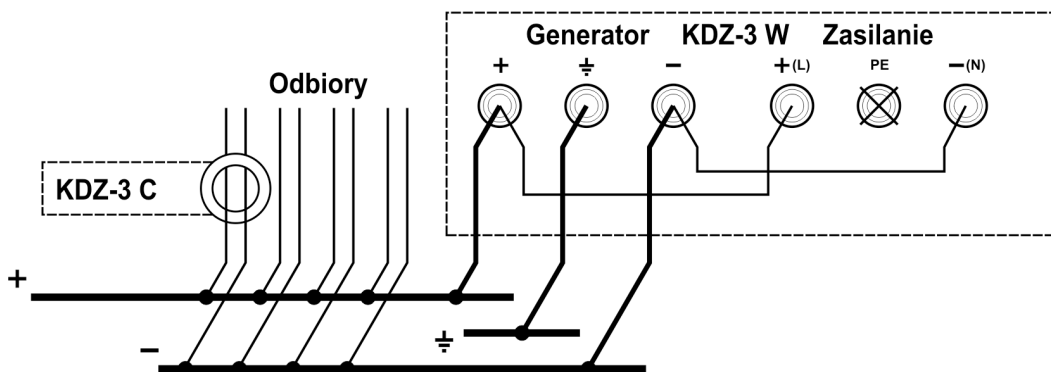 Generator KDZ-3 W Zasilanie
+ ⏚ − +(L) PE −(N)
Odbiory
KDZ-3 C
+
⏚
−